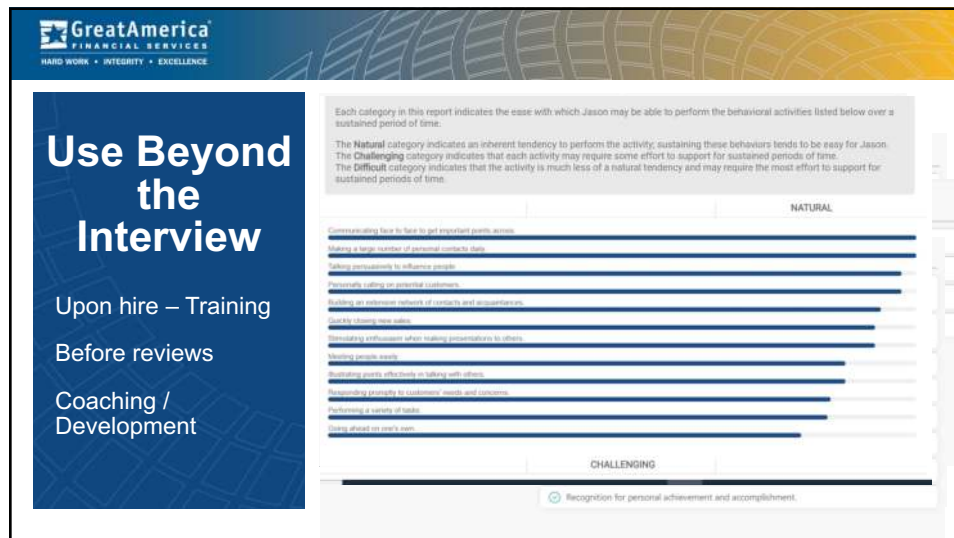 GreatAmerica
FINANCIAL SERVICES
HARD WORK • INTEGRITY • EXCELLENCE
Use Beyond
the
Interview
Upon hire – Training
Before reviews
Coaching /
Development
Each category in this report indicates the ease with which Jason may be able to perform the behavioral activities listed below over a
sustained period of time.
The Natural category indicates an inherent tendency to perform the activity; sustaining these behaviors tends to be easy for Jason.
The Challenging category indicates that each activity may require some effort to support for sustained periods of time.
The Difficult category indicates that the activity is much less of a natural tendency and may require the most effort to support for
sustained periods of time.
NATURAL
Communicating face to face to get important points across.
Making a large number of personal contacts daily.
Talking persuasively to influence people.
Personally calling on potential customers.
Building an extensive network of contacts and acquaintances.
Quickly closing new sales.
Stimulating enthusiasm when making presentations to others.
Meeting people easily.
Illustrating points effectively in talking with others.
Responding promptly to customers' needs and concerns.
Performing a variety of tasks.
Going ahead on one's own.
CHALLENGING
Recognition for personal achievement and accomplishment.